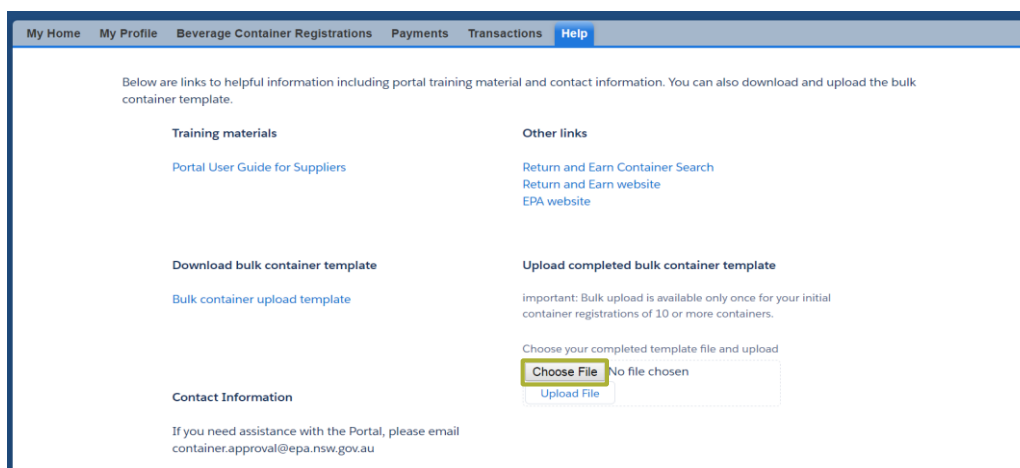 My Home My Profile Beverage Container Registrations Payments Transactions Help
Below are links to helpful information including portal training material and contact information. You can also download and upload the bulk
container template.
Training materials
Portal User Guide for Suppliers
Other links
Return and Earn Container Search
Return and Earn website
EPA website
Download bulk container template
Bulk container upload template
Upload completed bulk container template
important: Bulk upload is available only once for your initial
container registrations of 10 or more containers.
Choose your completed template file and upload
Choose File No file chosen
Upload File
Contact Information
If you need assistance with the Portal, please email
container.approval@epa.nsw.gov.au